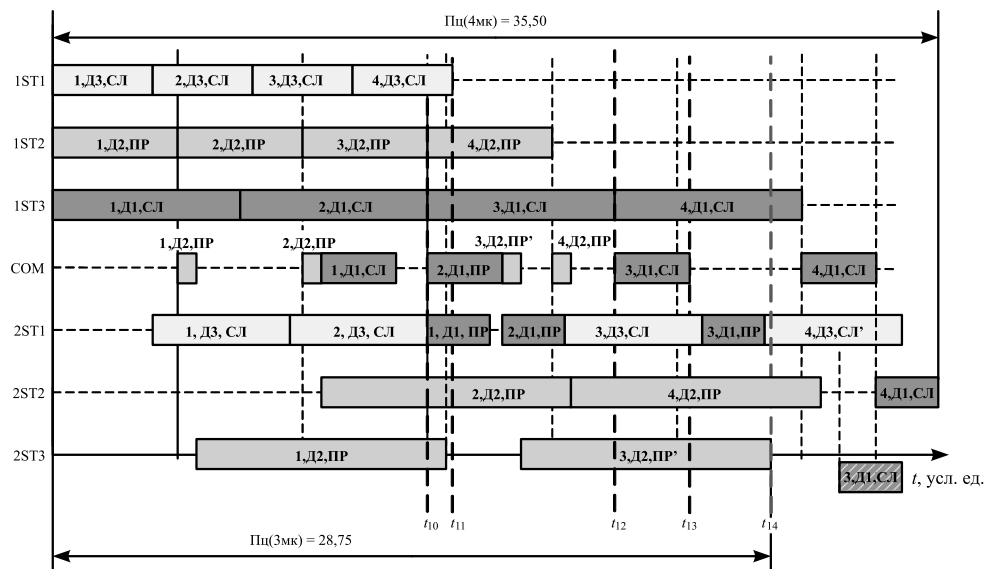 Пц(4мк) = 35,50
1ST1 1,Д3,СЛ 2,Д3,СЛ 3,Д3,СЛ 4,Д3,СЛ
1ST2 1,Д2,ПР 2,Д2,ПР 3,Д2,ПР 4,Д2,ПР
1ST3 1,Д1,СЛ 2,Д1,СЛ 3,Д1,СЛ 4,Д1,СЛ
1,Д2,ПР 2,Д2,ПР 3,Д2,ПР’ 4,Д2,ПР
COM 1,Д1,СЛ 2,Д1,ПР 3,Д1,СЛ 4,Д1,СЛ
2ST1 1, Д3, СЛ 2, Д3, СЛ 1, Д1, ПР 2,Д1,ПР 3,Д3,СЛ 3,Д1,ПР 4,Д3,СЛ’
2ST2 2,Д2,ПР 4,Д2,ПР 4,Д1,СЛ
2ST3 1,Д2,ПР 3,Д2,ПР’
3,Д1,СЛ t, усл. ед.
t10 t11 t12 t13 t14
Пц(3мк) = 28,75